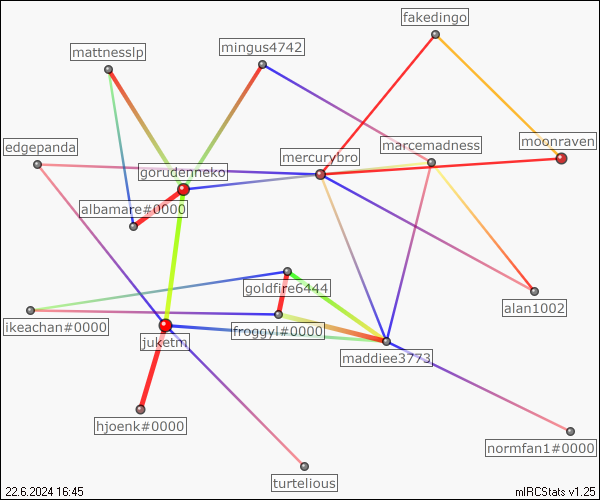 fakedingo
mattnesslp
mingus4742
edgepanda
marcemadness
moonraven
mercurybro
gorudenneko
albamare#0000
goldfire6444
alan1002
ikeachan#0000
froggyl#0000
juketm
maddiee3773
hjoenk#0000
normfan1#0000
turtelious
22.6.2024 16:45
mIRCStats v1.25